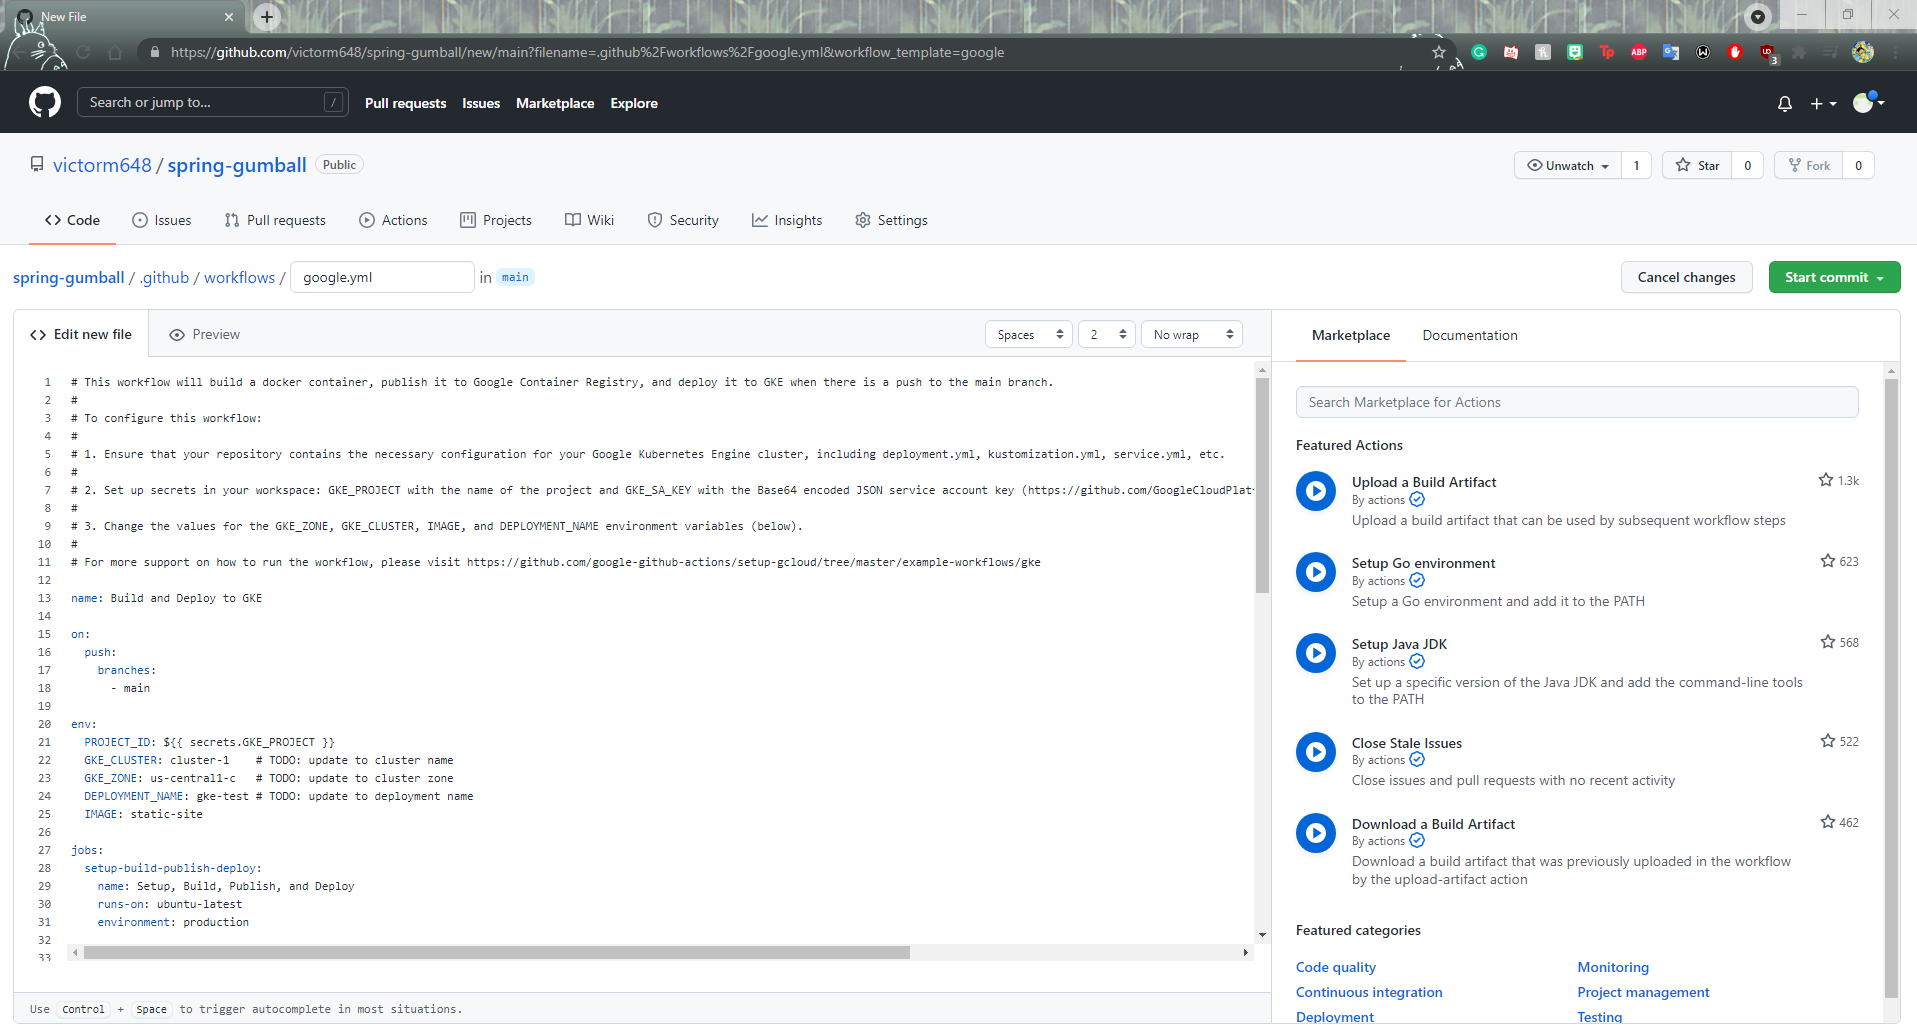 New File
https://github.com/victorm648/spring-gumball/new/main?filename=.github%2Fworkflows%2Fgoogle.yml&workflow_template=google
Tp
ABP
3
Search or jump to...
/
Pull requests
Issues
Marketplace
Explore
victorm648 / spring-gumball
Public
Unwatch
1
Star
0
Fork
0
Code
Issues
Pull requests
Actions
Projects
Wiki
Security
Insights
Settings
spring-gumball / .github / workflows / google.yml in main
Cancel changes
Start commit
Edit new file
Preview
Spaces
2
No wrap
1 # This workflow will build a docker container, publish it to Google Container Registry, and deploy it to GKE when there is a push to the main branch.
2 #
3 # To configure this workflow:
4 #
5 # 1. Ensure that your repository contains the necessary configuration for your Google Kubernetes Engine cluster, including deployment.yml, kustomization.yml, service.yml, etc.
6 #
7 # 2. Set up secrets in your workspace: GKE_PROJECT with the name of the project and GKE_SA_KEY with the Base64 encoded JSON service account key (https://github.com/GoogleCloudPlat
8 #
9 # 3. Change the values for the GKE_ZONE, GKE_CLUSTER, IMAGE, and DEPLOYMENT_NAME environment variables (below).
10 #
11 # For more support on how to run the workflow, please visit https://github.com/google-github-actions/setup-gcloud/tree/master/example-workflows/gke
12
13 name: Build and Deploy to GKE
14
15 on:
16 push:
17 branches:
18 - main
19
20 env:
21 PROJECT_ID: ${{ secrets.GKE_PROJECT }}
22 GKE_CLUSTER: cluster-1 # TODO: update to cluster name
23 GKE_ZONE: us-central1-c # TODO: update to cluster zone
24 DEPLOYMENT_NAME: gke-test # TODO: update to deployment name
25 IMAGE: static-site
26
27 jobs:
28 setup-build-publish-deploy:
29 name: Setup, Build, Publish, and Deploy
30 runs-on: ubuntu-latest
31 environment: production
32
33
Use Control + Space to trigger autocomplete in most situations.
Marketplace
Documentation
Search Marketplace for Actions
Featured Actions
Upload a Build Artifact
1.3k
By actions
Upload a build artifact that can be used by subsequent workflow steps
Setup Go environment
623
By actions
Setup a Go environment and add it to the PATH
Setup Java JDK
568
By actions
Set up a specific version of the Java JDK and add the command-line tools
to the PATH
Close Stale Issues
522
By actions
Close issues and pull requests with no recent activity
Download a Build Artifact
462
By actions
Download a build artifact that was previously uploaded in the workflow
by the upload-artifact action
Featured categories
Code quality
Monitoring
Continuous integration
Project management
Deployment
Testing